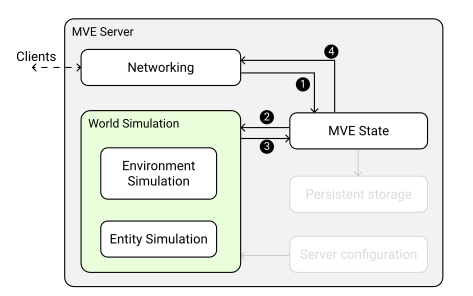 MVE Server
Clients
Networking
4
1
World Simulation
2
3
MVE State
Environment
Simulation
Persistent storage
Entity Simulation
Server configuration